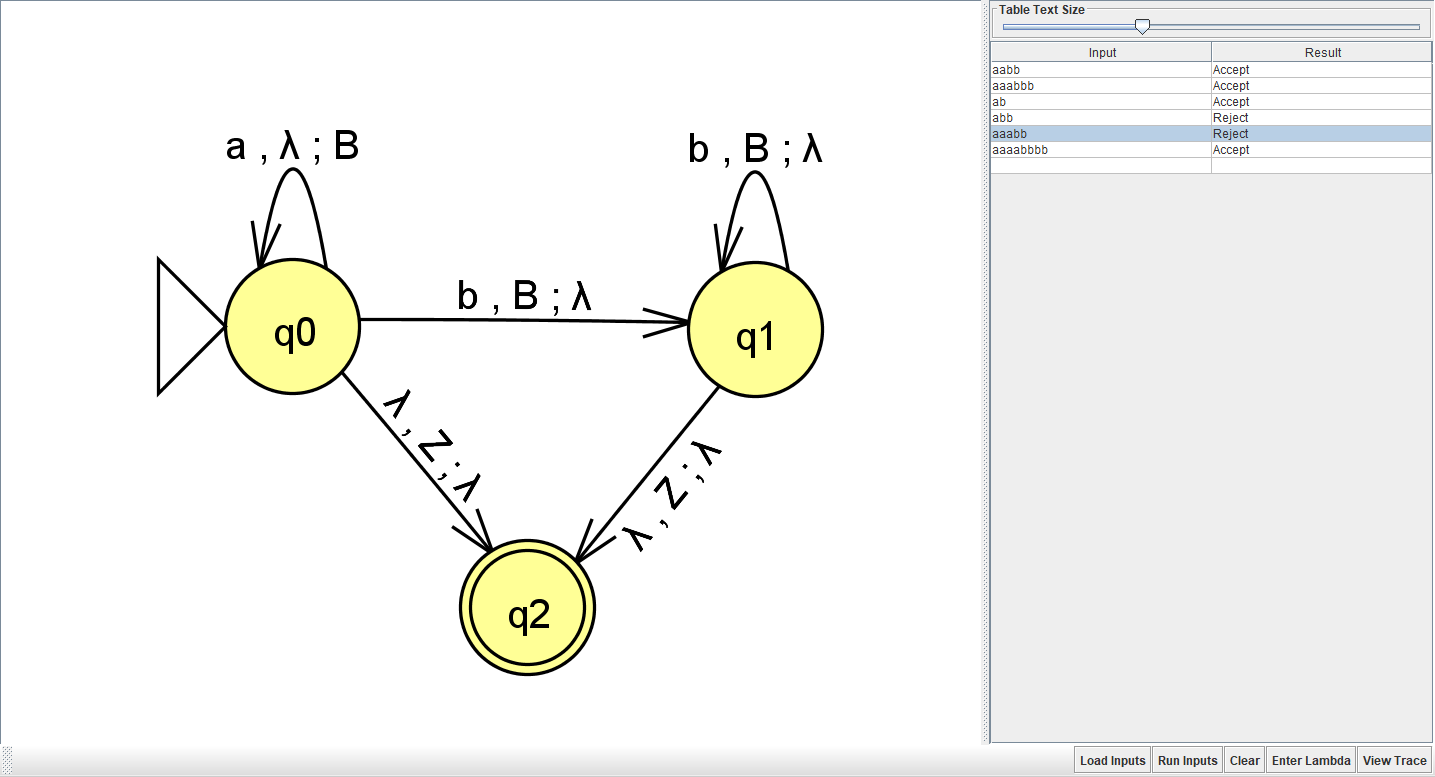 a , λ ; B
b , B ; λ
b , B ; λ
q0
q1
λ , Z ; λ
λ , Z ; λ
q2
Table Text Size
Input Result
aabb Accept
aaabbb Accept
ab Accept
abb Reject
aaabb Reject
aaaabbbb Accept
Load Inputs Run Inputs Clear Enter Lambda View Trace